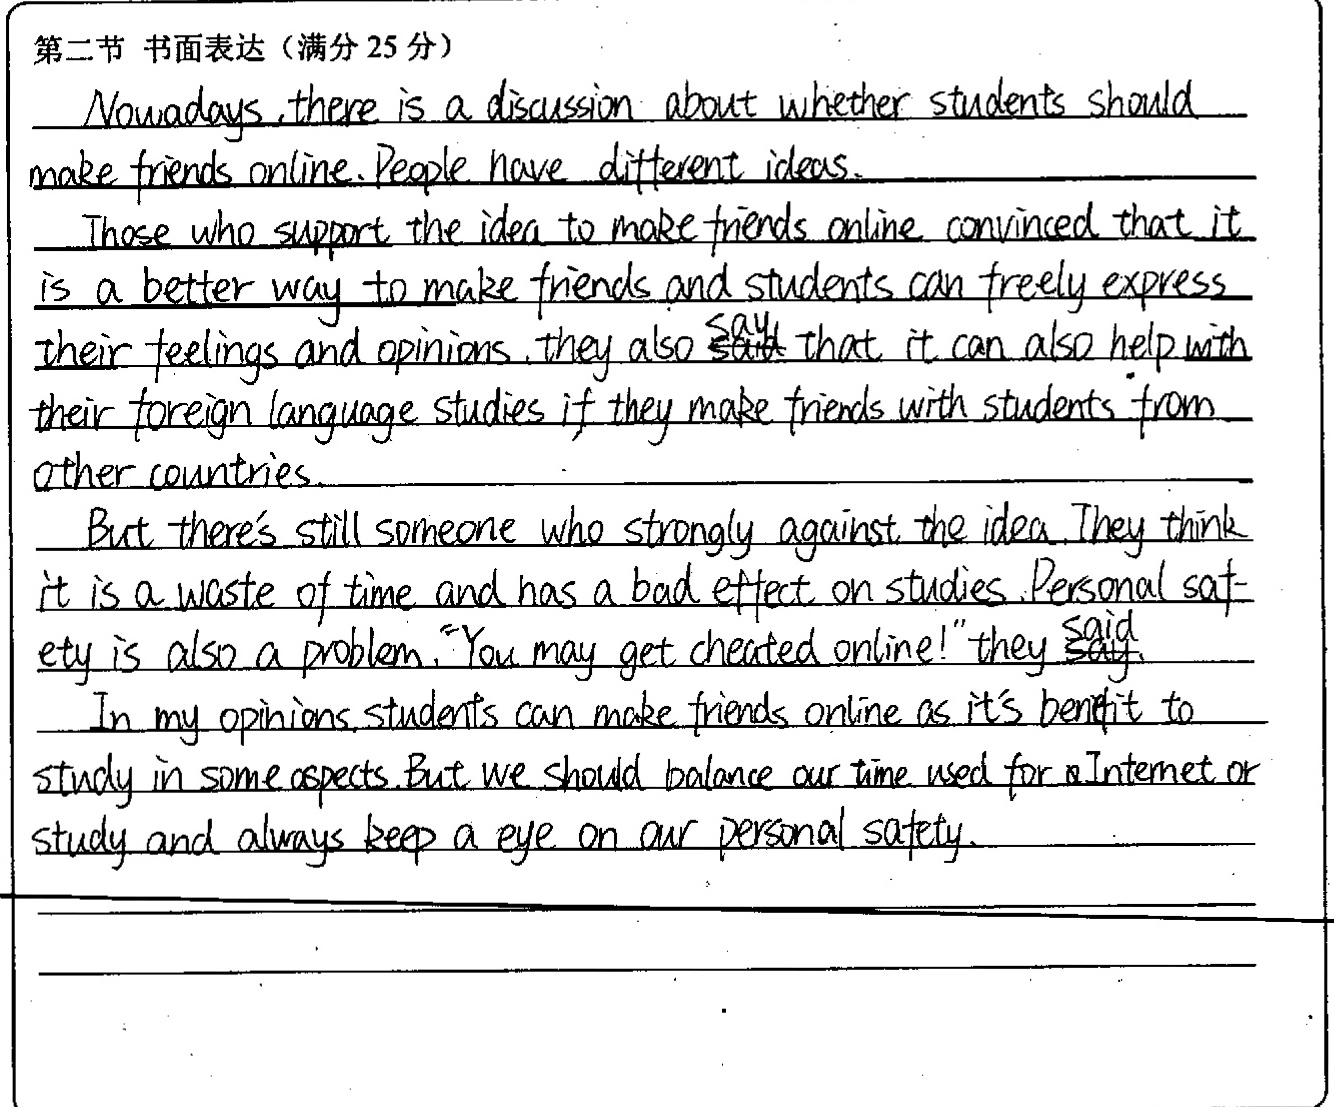 第二节 书面表达（满分 25 分）
Nowadays, there is a discussion about whether students should
make friends online. People have different ideas.
Those who support the idea to make friends online convinced that it
is a better way to make friends and students can freely express
their feelings and opinions, they also say that it can also help with
their foreign language studies if they make friends with students from
other countries.
But there's still someone who strongly against the idea. They think
it is a waste of time and has a bad effect on studies. Personal saf-
ety is also a problem. "You may get cheated online!" they said.
In my opinions, students can make friends online as it's benefit to
study in some aspects. But we should balance our time used for Internet or
study and always keep a eye on our personal safety.